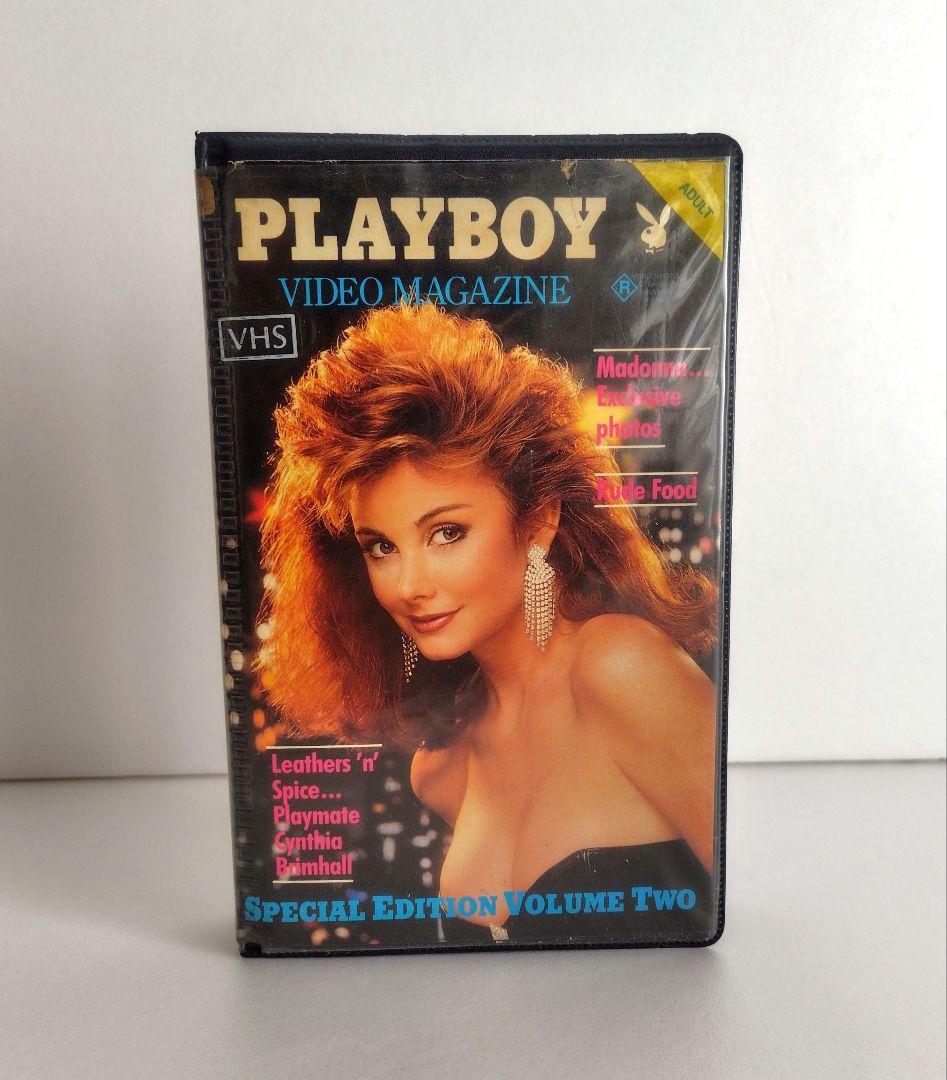 ADULT
PLAYBOY
VIDEO MAGAZINE
R
VHS
Madonna...
Exclusive
photos
Rude Food
Leathers 'n'
Spice...
Playmate
Cynthia
Brimhall
SPECIAL EDITION VOLUME TWO